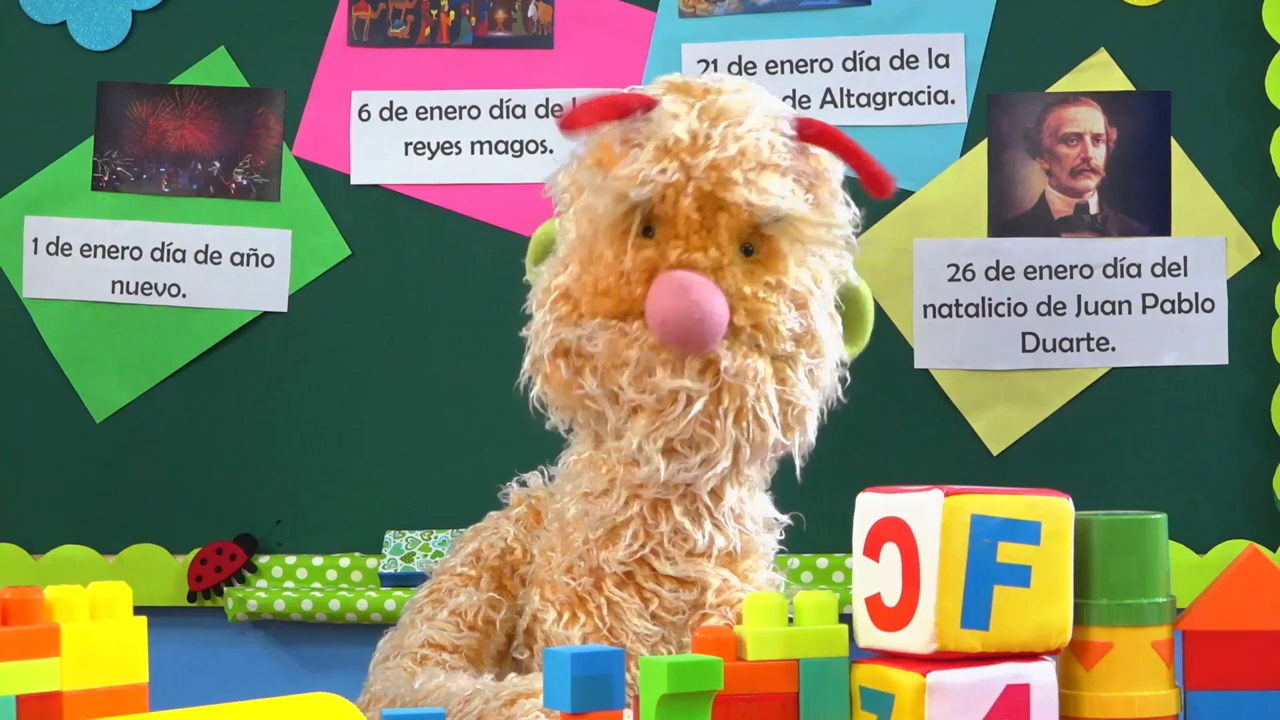 1 de enero día de año
nuevo.
6 de enero día de
reyes magos.
21 de enero día de la
de Altagracia.
26 de enero día del
natalicio de Juan Pablo
Duarte.
F